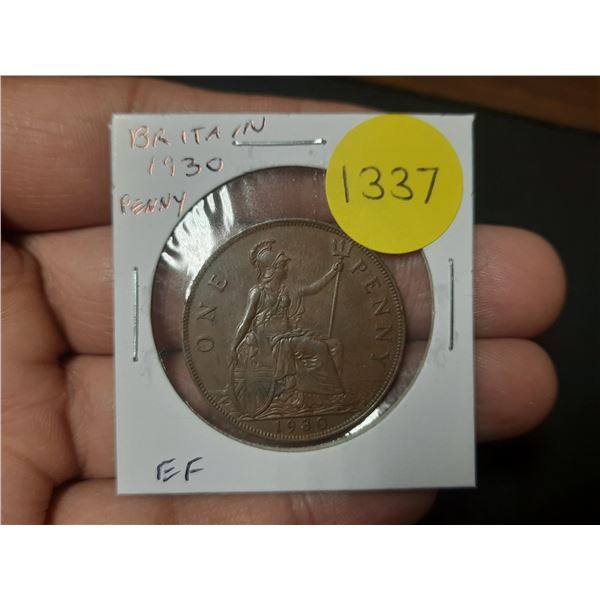 BRITAIN
1930
PENNY
1337
ONE PENNY
1930
EF